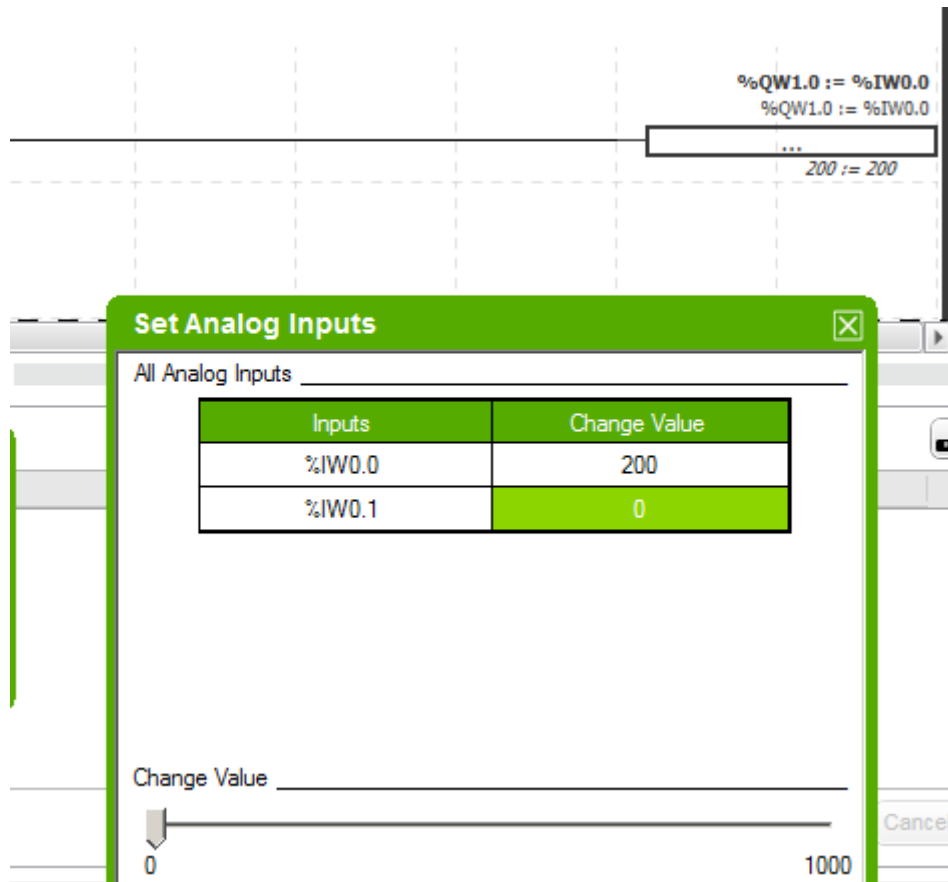 %QW1.0 := %IW0.0
%QW1.0 := %IW0.0
...
200 := 200
Set Analog Inputs
All Analog Inputs
Inputs Change Value
%IW0.0 200
%IW0.1 0
Change Value
0 1000